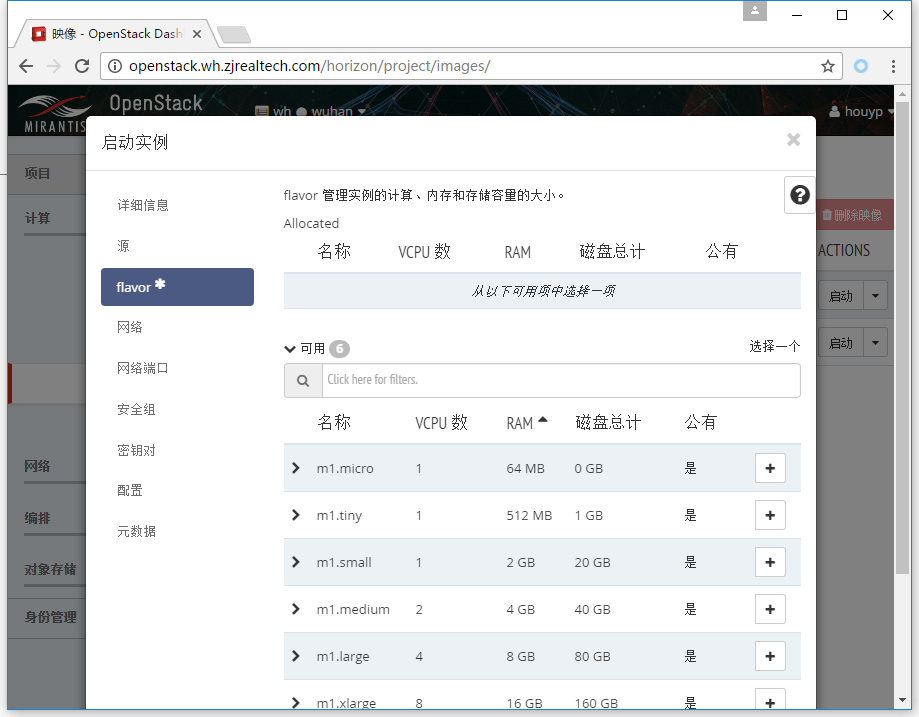 映像 - OpenStack Dash
openstack.wh.zjrealtech.com/horizon/project/images/
MIRANTIS OpenStack wh wuhan houyp
启动实例
项目
计算
网络
编排
对象存储
身份管理
详细信息
源
flavor
网络
网络端口
安全组
密钥对
配置
元数据
flavor 管理实例的计算、内存和存储容量的大小。
Allocated
名称 VCPU 数 RAM 磁盘总计 公有
从以下可用项中选择一项
可用 6 选择一个
Click here for filters.
名称 VCPU 数 RAM 磁盘总计 公有
m1.micro 1 64 MB 0 GB 是
m1.tiny 1 512 MB 1 GB 是
m1.small 1 2 GB 20 GB 是
m1.medium 2 4 GB 40 GB 是
m1.large 4 8 GB 80 GB 是
m1.xlarge 8 16 GB 160 GB 是
删除映像
ACTIONS
启动
启动